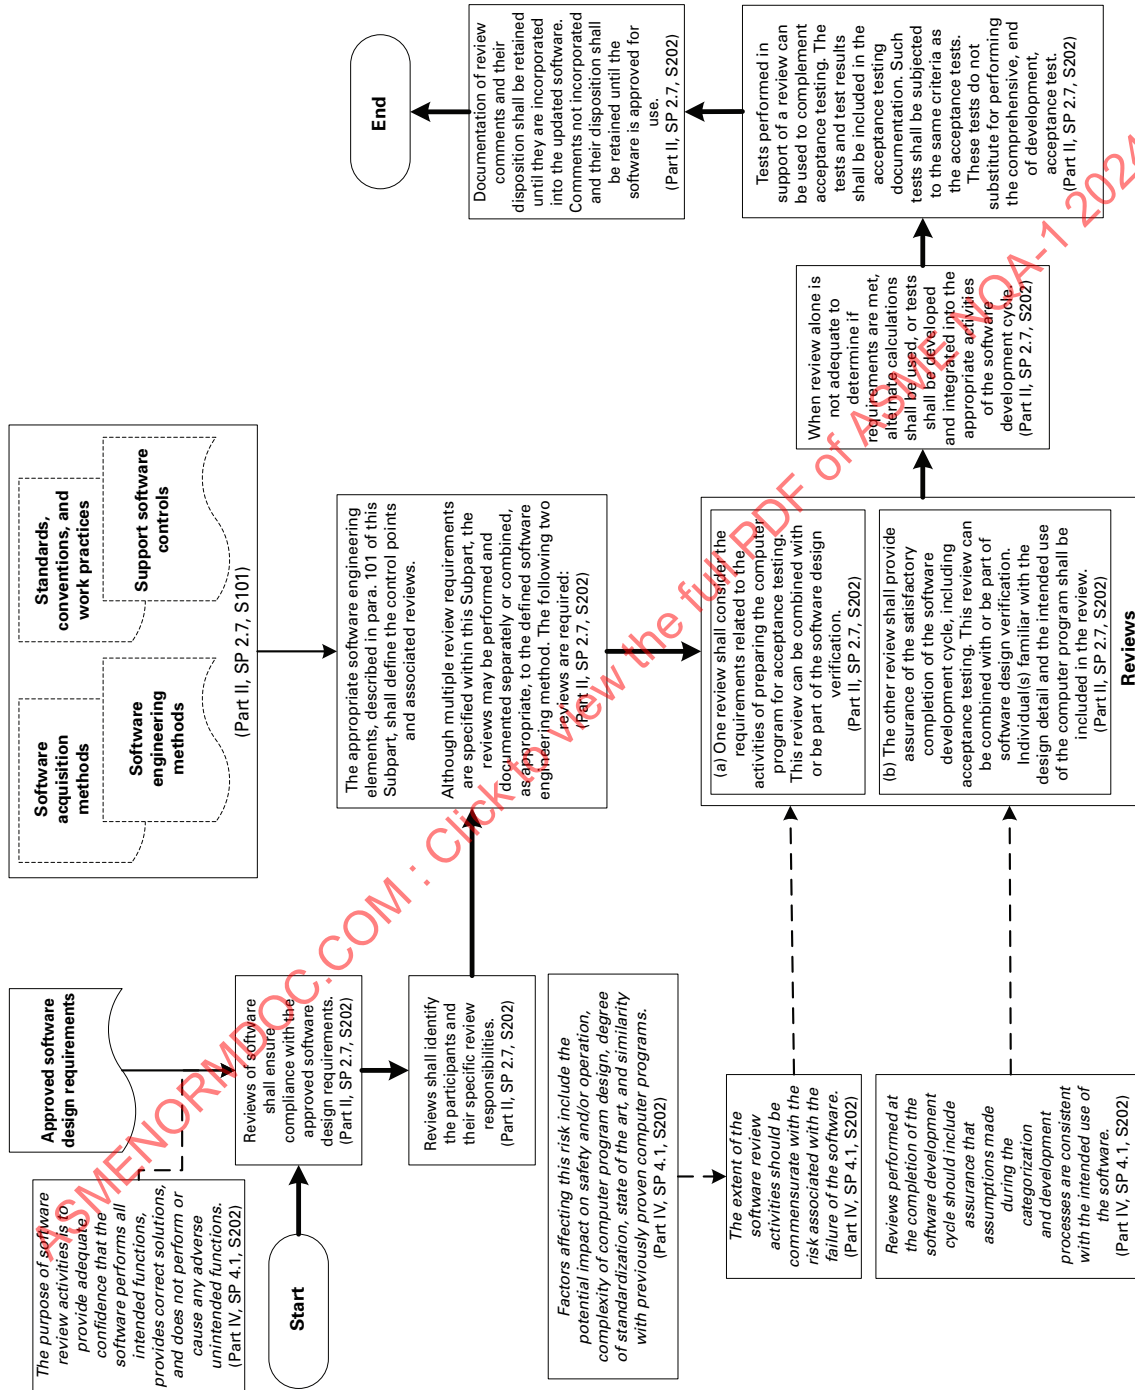 The purpose of software
review activities is to
provide adequate
confidence that the
software performs all
intended functions,
provides correct solutions,
and does not perform or
cause any adverse
unintended functions.
(Part IV, SP 4.1, S202)
Approved software
design requirements
Start
Reviews of software
shall ensure
compliance with the
approved software
design requirements.
(Part II, SP 2.7, S202)
Reviews shall identify
the participants and
their specific review
responsibilities.
(Part II, SP 2.7, S202)
Software
acquisition
methods
Software
engineering
methods
Standards,
conventions, and
work practices
Support software
controls
(Part II, SP 2.7, S101)
The appropriate software engineering
elements, described in para. 101 of this
Subpart, shall define the control points
and associated reviews.
Although multiple review requirements
are specified within this Subpart, the
reviews may be performed and
documented separately or combined,
as appropriate, to the defined software
engineering method. The following two
reviews are required:
(Part II, SP 2.7, S202)
Factors affecting this risk include the
potential impact on safety and/or operation,
complexity of computer program design, degree
of standardization, state of the art, and similarity
with previously proven computer programs.
(Part IV, SP 4.1, S202)
The extent of the
software review
activities should be
commensurate with the
risk associated with the
failure of the software.
(Part IV, SP 4.1, S202)
Reviews performed at
the completion of the
software development
cycle should include
assurance that
assumptions made
during the
categorization
and development
processes are consistent
with the intended use of
the software.
(Part IV, SP 4.1, S202)
(a) One review shall consider the
requirements related to the
activities of preparing the computer
program for acceptance testing.
This review can be combined with
or be part of the software design
verification.
(Part II, SP 2.7, S202)
(b) The other review shall provide
assurance of the satisfactory
completion of the software
development cycle, including
acceptance testing. This review can
be combined with or be part of
software design verification.
Individual(s) familiar with the
design detail and the intended use
of the computer program shall be
included in the review.
(Part II, SP 2.7, S202)
Reviews
When review alone is
not adequate to
determine if
requirements are met,
alternate calculations
shall be used, or tests
shall be developed
and integrated into the
appropriate activities
of the software
development cycle.
(Part II, SP 2.7, S202)
Tests performed in
support of a review can
be used to complement
acceptance testing. The
tests and test results
shall be included in the
acceptance testing
documentation. Such
tests shall be subjected
to the same criteria as
the acceptance tests.
These tests do not
substitute for performing
the comprehensive, end
of development,
acceptance test.
(Part II, SP 2.7, S202)
Documentation of review
comments and their
disposition shall be retained
until they are incorporated
into the updated software.
Comments not incorporated
and their disposition shall
be retained until the
software is approved for
use.
(Part II, SP 2.7, S202)
End
ASMENORMDOC.COM : Click to view the full PDF of ASME NQA-1 2024